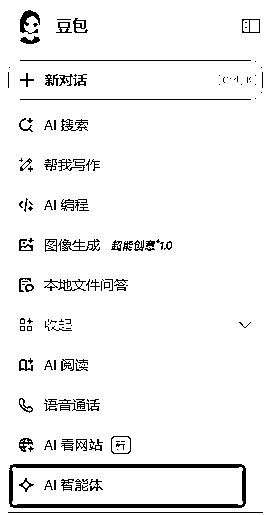 豆包
新对话
AI 搜索
帮我写作
AI 编程
图像生成 超能创意1.0
本地文件问答
收起
AI 阅读
语音通话
AI 看网站
AI 智能体